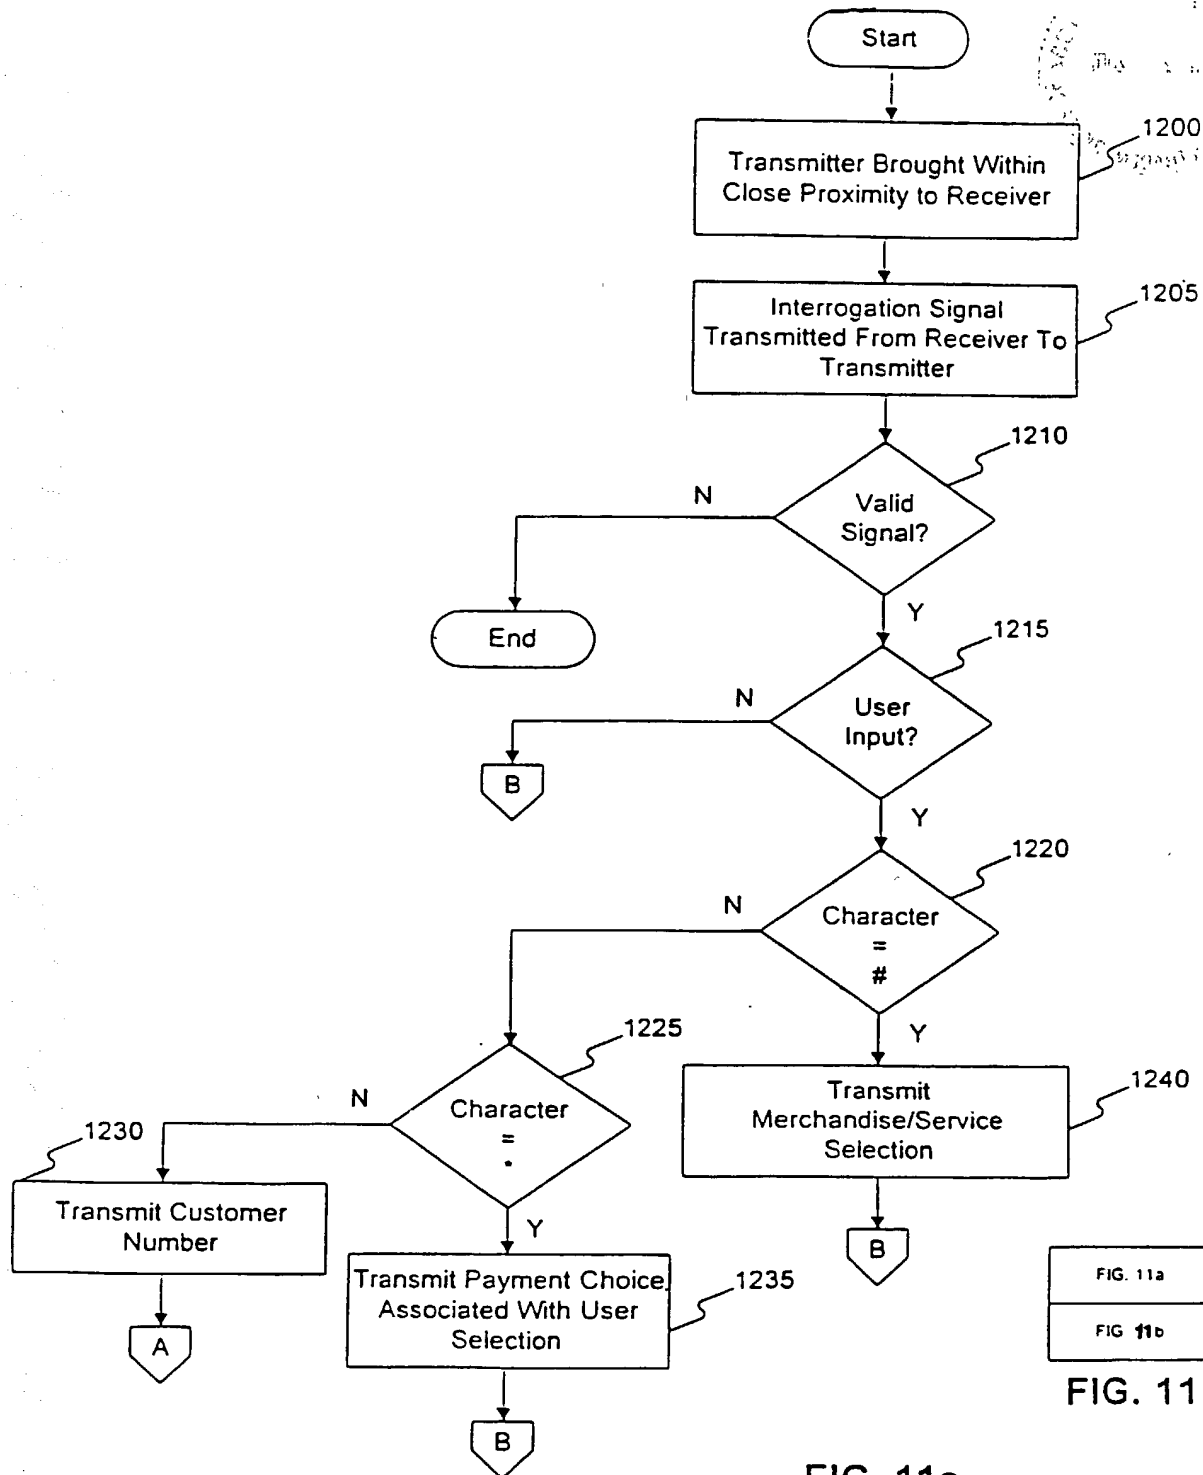 Start
1200
Transmitter Brought Within
Close Proximity to Receiver
1205
Interrogation Signal
Transmitted From Receiver To
Transmitter
1210
N
Valid
Signal?
Y
End
1215
N
User
Input?
B
Y
1220
N
Character
=
#
Y
1225
N
Character
=
*
1240
Transmit
Merchandise/Service
Selection
1230
Transmit Customer
Number
Y
B
1235
Transmit Payment Choice
Associated With User
Selection
A
B
FIG. 11a
FIG 11b
FIG. 11